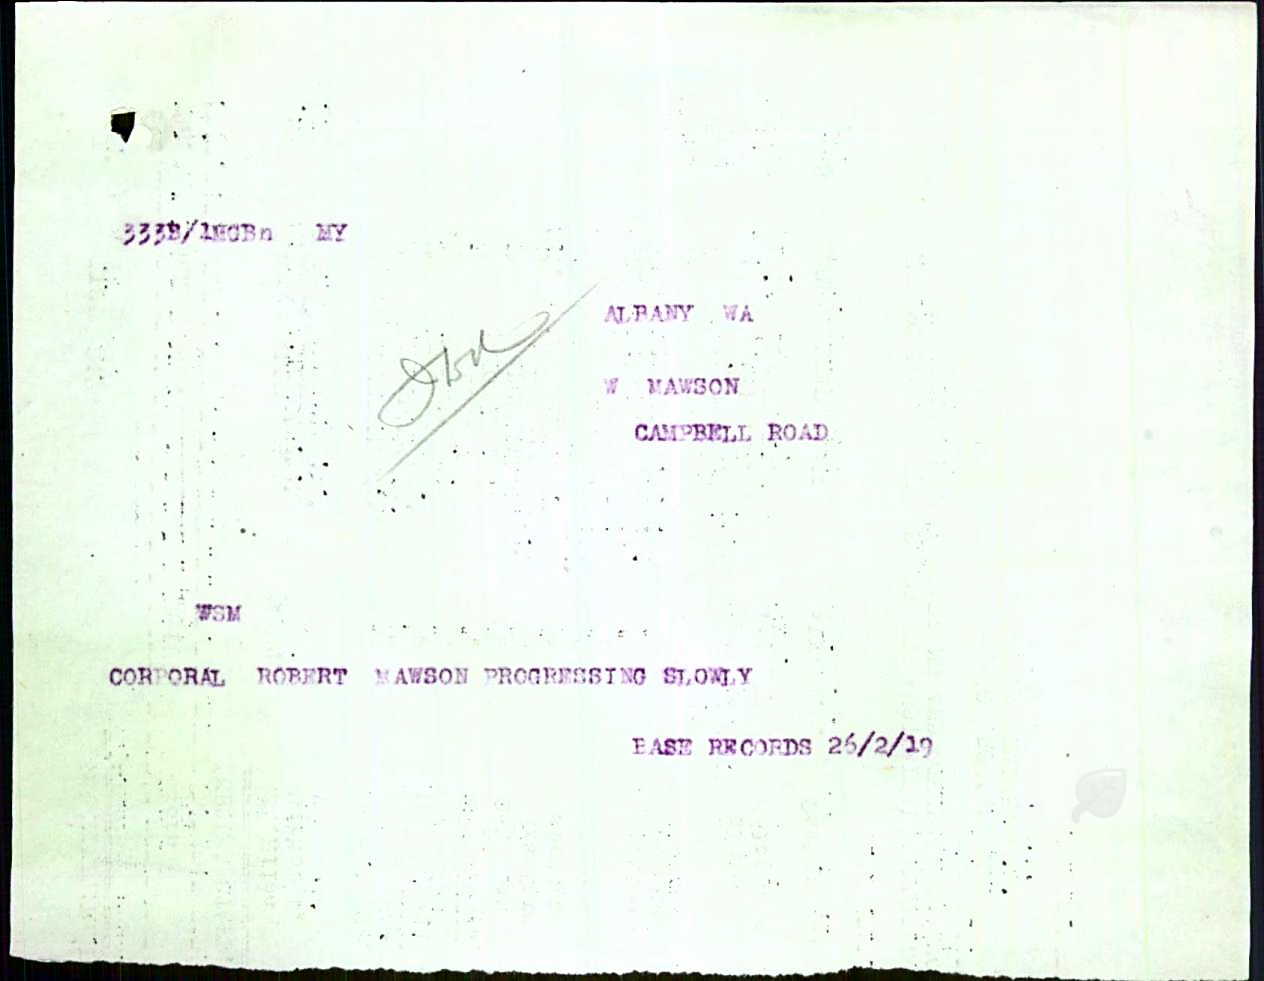 333B/1MGBn MY
ALBANY WA
W MAWSON
CAMPBELL ROAD
WSM
CORPORAL ROBERT MAWSON PROGRESSING SLOWLY
BASE RECORDS 26/2/19